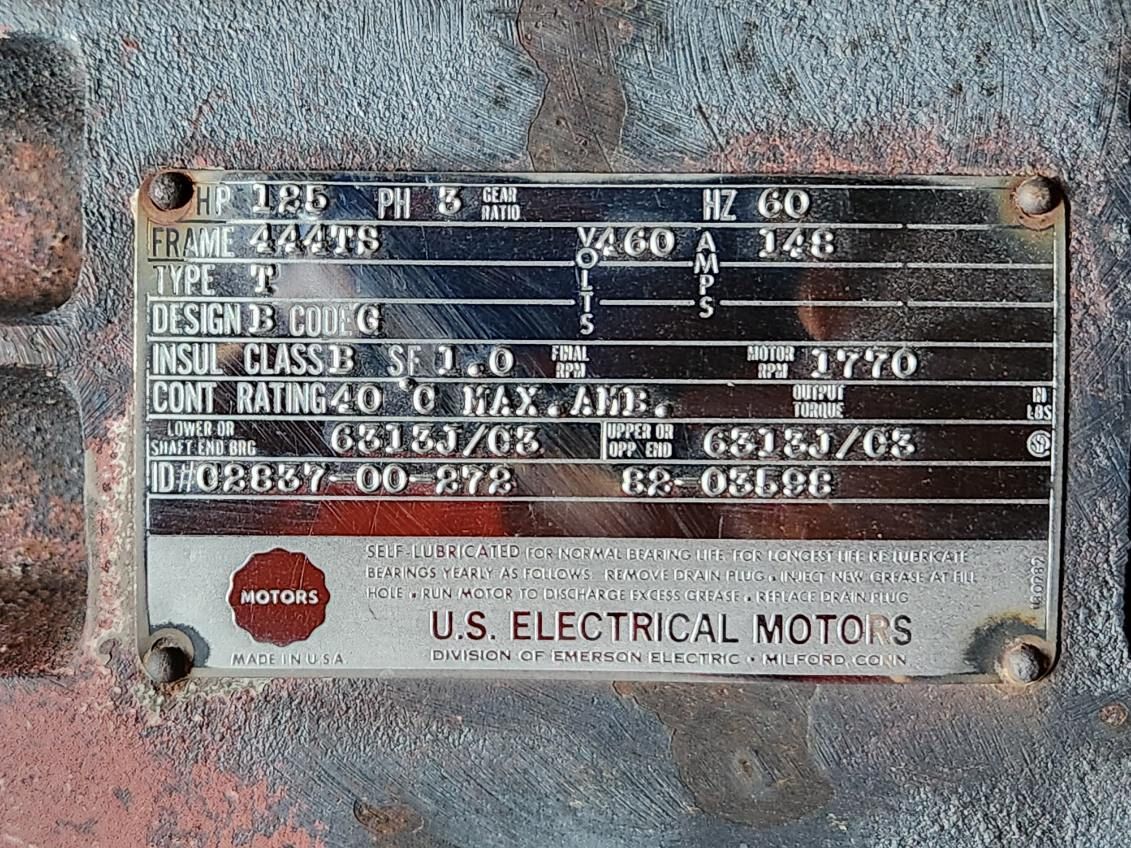 HP 125 PH 3 GEAR RATIO HZ 60
FRAME 444TS VOLTS 460 AMPS 148
TYPE T
DESIGN B CODE G
INSUL CLASS B SF 1.0 FINAL RPM MOTOR RPM 1770
CONT RATING 40 °C MAX.AMB. OUTPUT TORQUE IN LBS
LOWER OR SHAFT END BRG 6313J/C3 UPPER OR OPP. END 6313J/C3
ID# C2837-00-272 82-03598
SELF-LUBRICATED FOR NORMAL BEARING LIFE. FOR LONGEST LIFE RE-LUBRICATE
BEARINGS YEARLY AS FOLLOWS. REMOVE DRAIN PLUG • INJECT NEW GREASE AT FILL
HOLE • RUN MOTOR TO DISCHARGE EXCESS GREASE • REPLACE DRAIN PLUG
MOTORS
U.S. ELECTRICAL MOTORS
MADE IN U.S.A.
DIVISION OF EMERSON ELECTRIC • MILFORD, CONN.